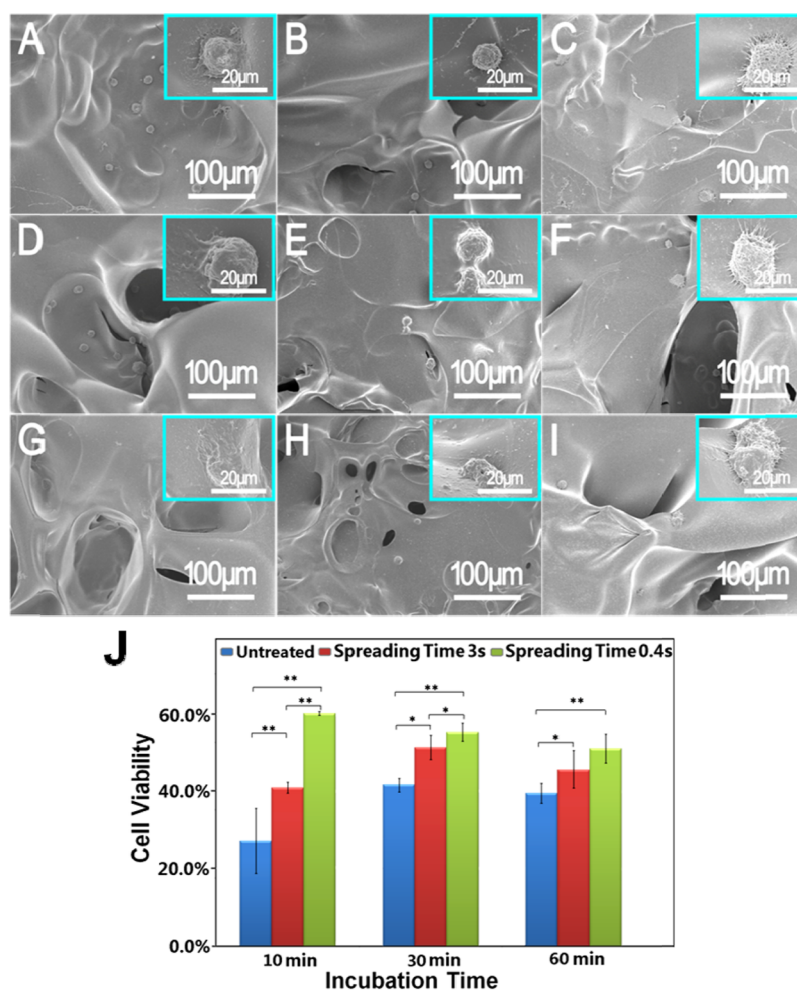 A
20μm
100μm
B
20μm
100μm
C
20μm
100μm
D
20μm
100μm
E
20μm
100μm
F
20μm
100μm
G
20μm
100μm
H
20μm
100μm
I
20μm
100μm
J
Untreated Spreading Time 3s Spreading Time 0.4s
Cell Viability
60.0%
40.0%
20.0%
0.0%
** ** **
** * *
** *
10 min 30 min 60 min
Incubation Time